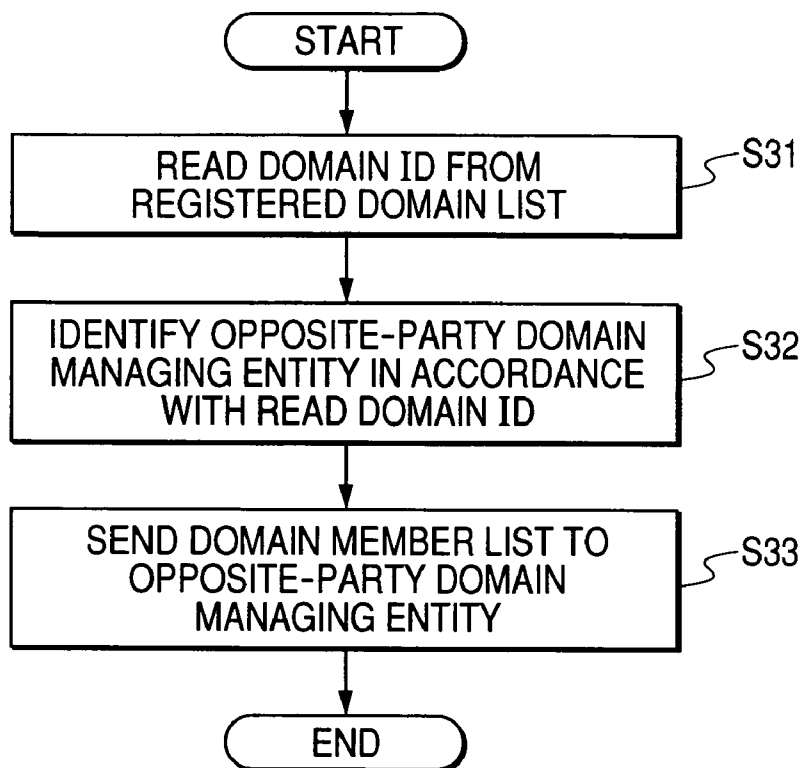 START
READ DOMAIN ID FROM
REGISTERED DOMAIN LIST
S31
IDENTIFY OPPOSITE-PARTY DOMAIN
MANAGING ENTITY IN ACCORDANCE
WITH READ DOMAIN ID
S32
SEND DOMAIN MEMBER LIST TO
OPPOSITE-PARTY DOMAIN
MANAGING ENTITY
S33
END